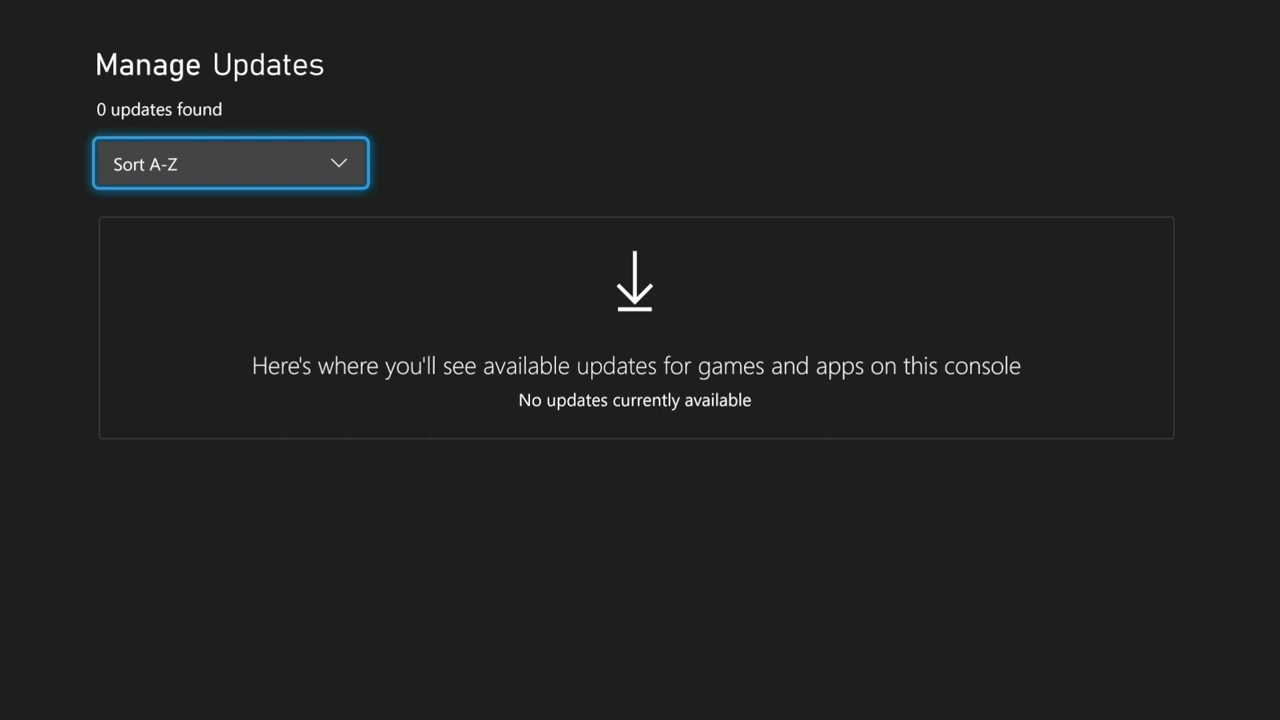 Manage Updates
0 updates found
Sort A-Z
Here's where you'll see available updates for games and apps on this console
No updates currently available